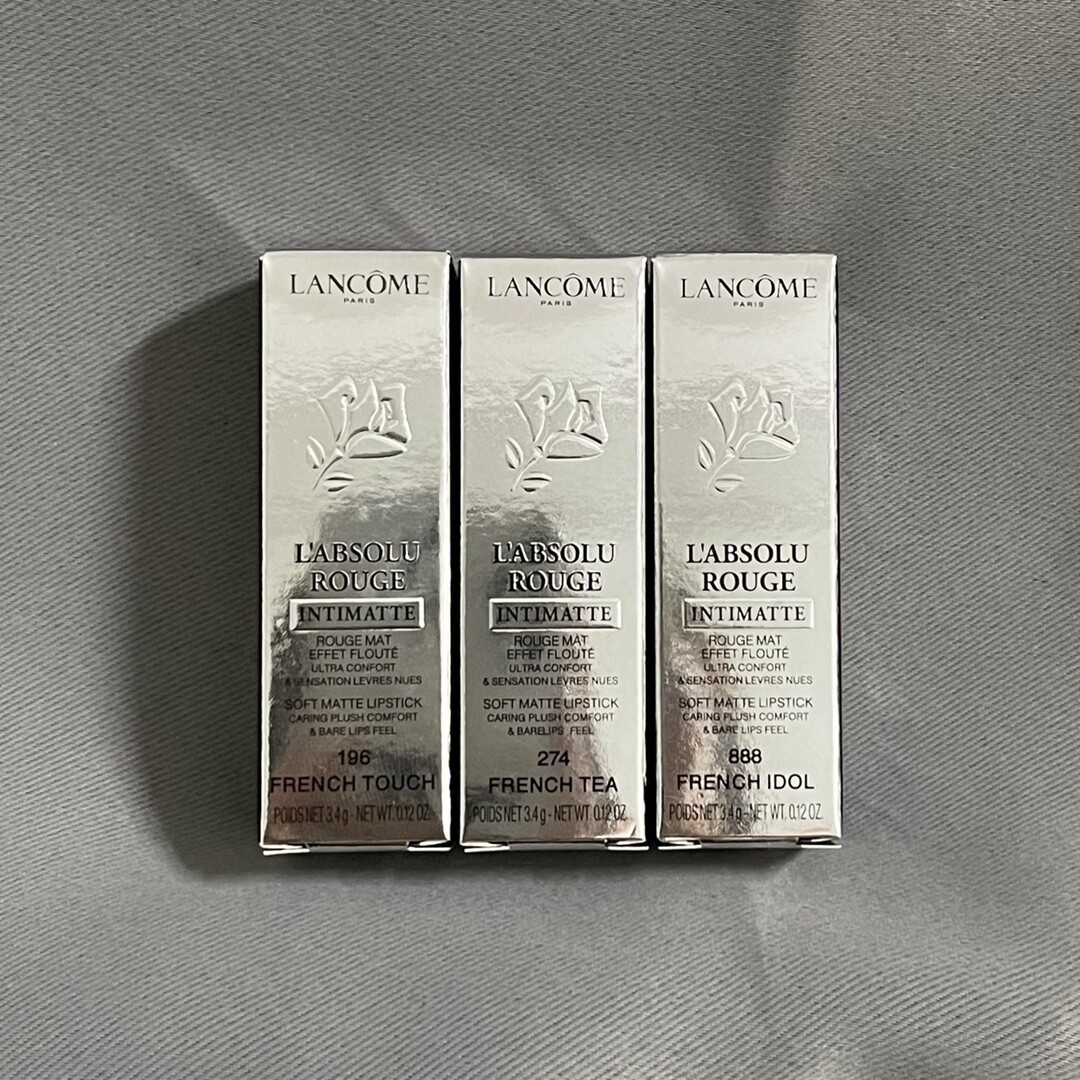 LANCÔME
PARIS
L'ABSOLU
ROUGE
INTIMATTE
ROUGE MAT
EFFET FLOUTÉ
ULTRA CONFORT
& SENSATION LEVRES NUES
SOFT MATTE LIPSTICK
CARING PLUSH COMFORT
& BARE LIPS FEEL
196
FRENCH TOUCH
POIDS NET 3.4 g - NET WT. 0.12 OZ.
LANCÔME
PARIS
L'ABSOLU
ROUGE
INTIMATTE
ROUGE MAT
EFFET FLOUTÉ
ULTRA CONFORT
& SENSATION LEVRES NUES
SOFT MATTE LIPSTICK
CARING PLUSH COMFORT
& BARELIPS FEEL
274
FRENCH TEA
POIDS NET 3.4 g - NET WT. 0.12 OZ.
LANCÔME
PARIS
L'ABSOLU
ROUGE
INTIMATTE
ROUGE MAT
EFFET FLOUTÉ
ULTRA CONFORT
& SENSATION LEVRES NUES
SOFT MATTE LIPSTICK
CARING PLUSH COMFORT
& BARE LIPS FEEL
888
FRENCH IDOL
POIDS NET 3.4 g - NET WT. 0.12 OZ.